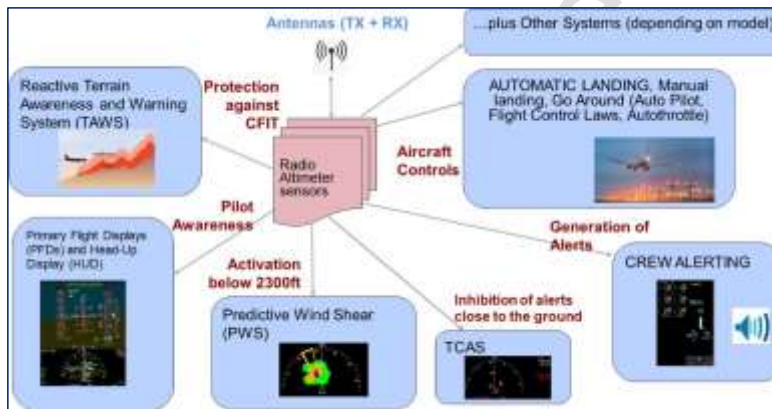 Antennas (TX + RX)
...plus Other Systems (depending on model)
Reactive Terrain
Awareness and Warning
System (TAWS)
Protection
against
CFIT
AUTOMATIC LANDING, Manual
landing, Go Around (Auto Pilot,
Flight Control Laws, Autothrottle)
Radio
Altimeter
sensors
Aircraft
Controls
Pilot
Awareness
Primary Flight Displays
(PFDs) and Head-Up
Display (HUD)
Activation
below 2300ft
Predictive Wind Shear
(PWS)
Inhibition of alerts
close to the ground
TCAS
Generation of
Alerts
CREW ALERTING